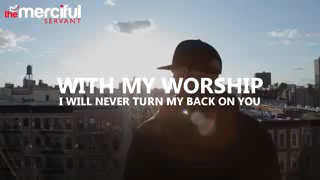 the merciful
SERVANT
WITH MY WORSHIP
I WILL NEVER TURN MY BACK ON YOU